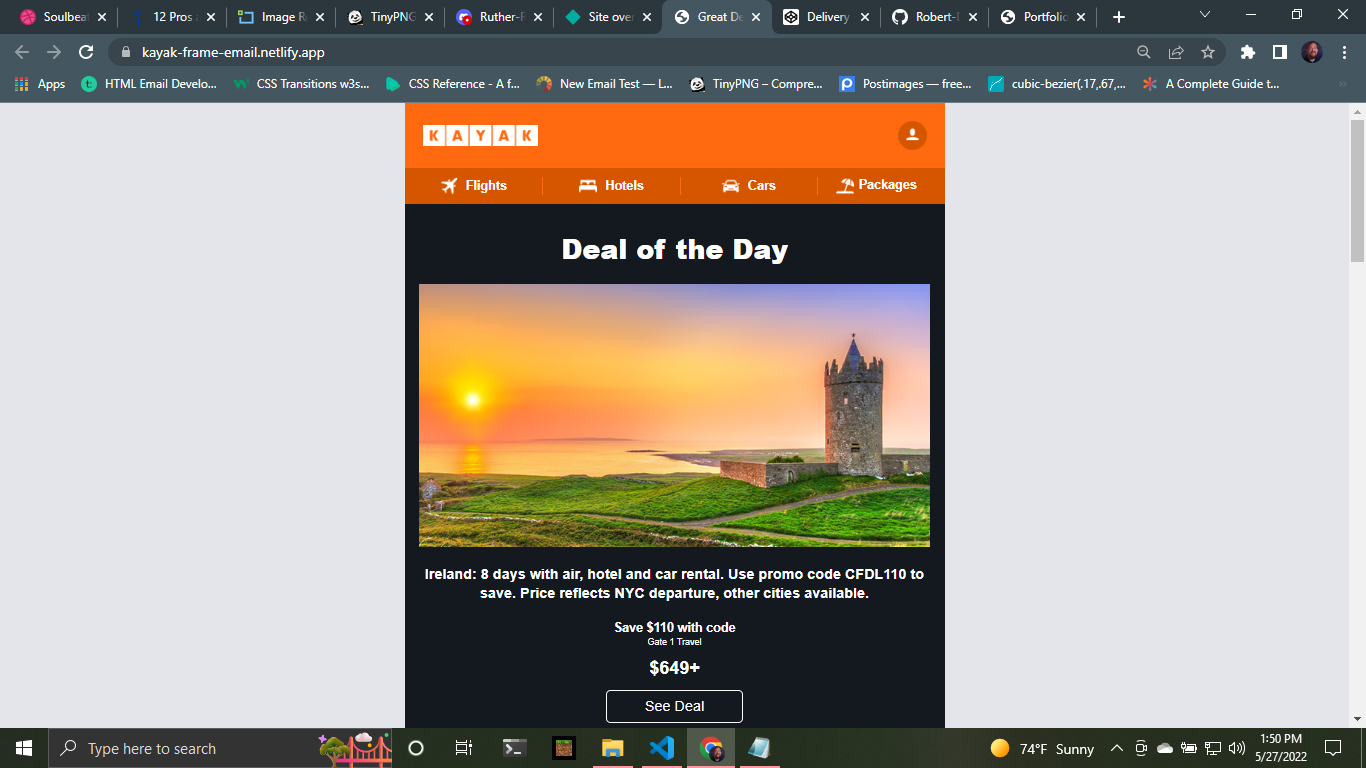 Soulbeat
12 Pros a
Image R
TinyPNG
Ruther-F
Site over
Great De
Delivery
Robert-
Portfolio
kayak-frame-email.netlify.app
Apps
HTML Email Develo...
CSS Transitions w3s...
CSS Reference - A f...
New Email Test — L...
TinyPNG – Compre...
Postimages — free...
cubic-bezier(.17,.67,...
A Complete Guide t...
KAYAK
Flights
Hotels
Cars
Packages
Deal of the Day
Ireland: 8 days with air, hotel and car rental. Use promo code CFDL110 to
save. Price reflects NYC departure, other cities available.
Save $110 with code
Gate 1 Travel
$649+
See Deal
Type here to search
74°F Sunny
1:50 PM
5/27/2022